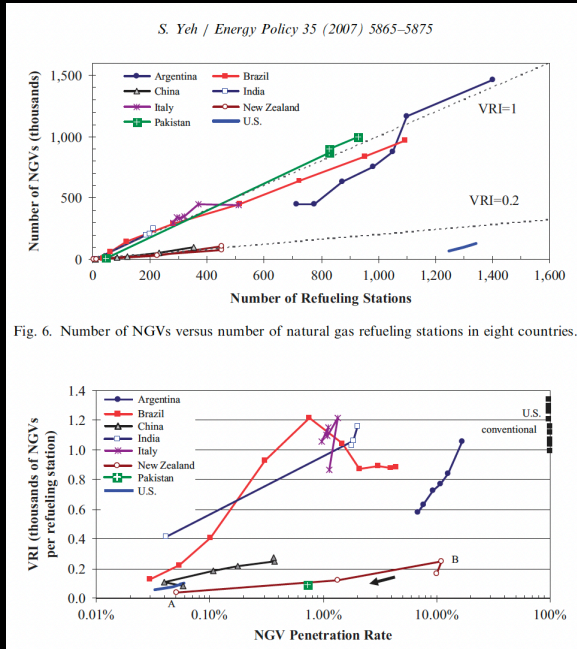 S. Yeh / Energy Policy 35 (2007) 5865–5875
Number of NGVs (thousands)
1,500
1,000
500
0
Argentina
Brazil
China
India
Italy
New Zealand
Pakistan
U.S.
VRI=1
VRI=0.2
0 200 400 600 800 1,000 1,200 1,400 1600
Number of Refueling Stations
Fig. 6. Number of NGVs versus number of natural gas refueling stations in eight countries.
VRI (thousands of NGVs
per refueling station)
1.4
1.2
1.0
0.8
0.6
0.4
0.2
0.0
Argentina
Brazil
China
India
Italy
New Zealand
Pakistan
U.S.
U.S.
conventional
A
B
0.01% 0.10% 1.00% 10.00% 100%
NGV Penetration Rate